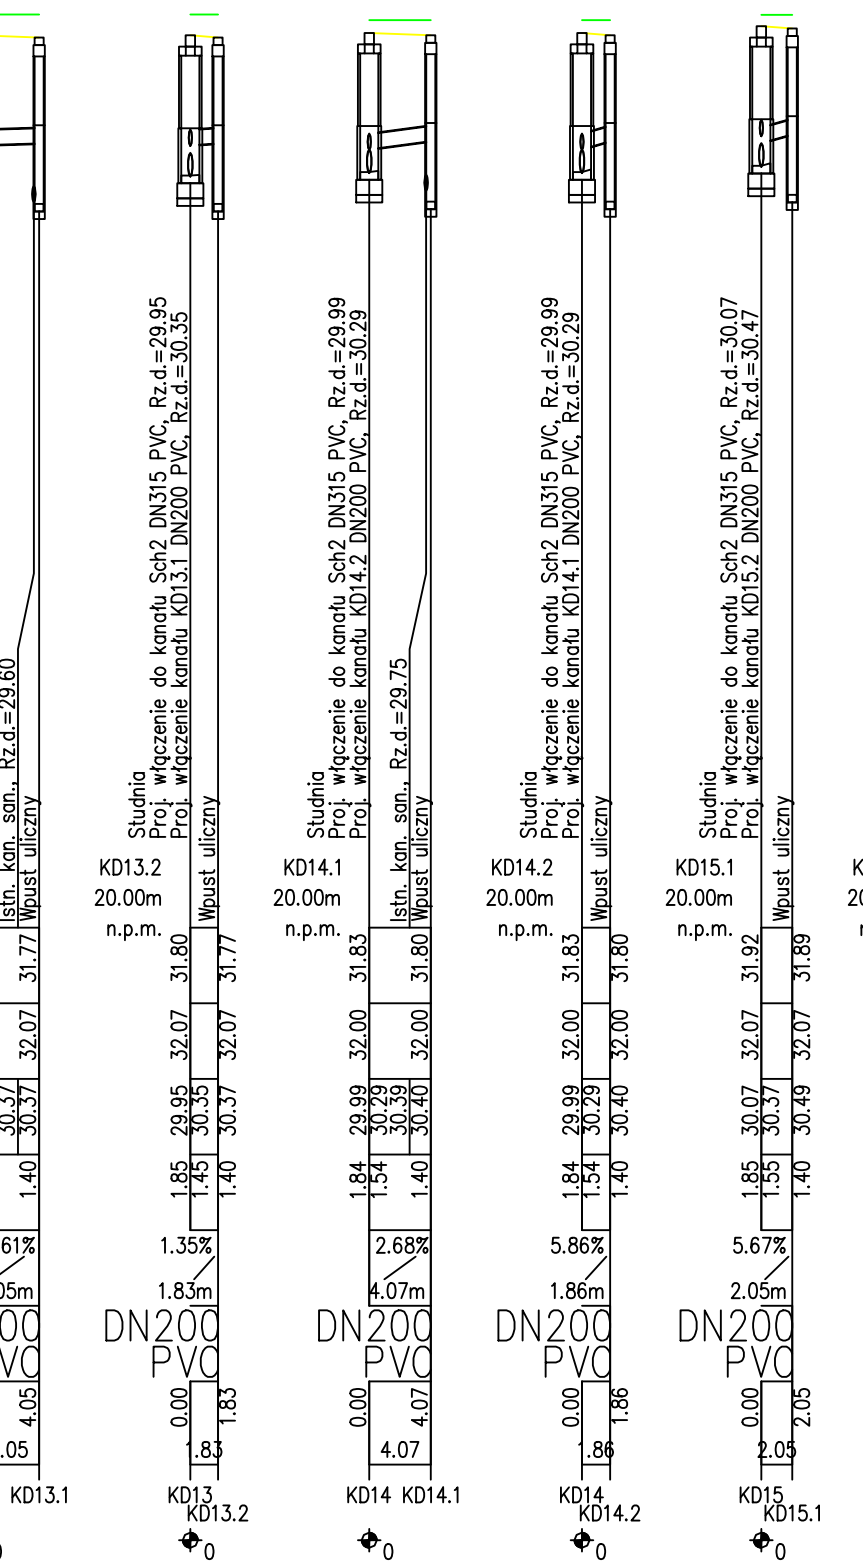 Istn. kan. san., Rz.d.=29.60
Wpust uliczny
31.77
32.07
30.37
30.37
1.40
61%
05m
00
VC
4.05
.05
KD13.1
0
Studnia
Proj. włączenie do kanału Sch2 DN315 PVC, Rz.d.=29.95
Proj. włączenie kanału KD13.1 DN200 PVC, Rz.d.=30.35
Wpust uliczny
KD13.2
20.00m
n.p.m.
31.80
31.77
32.07
32.07
29.95
30.35
30.37
1.85
1.45
1.40
1.35%
1.83m
DN200
PVC
0.00
1.83
1.83
KD13
KD13.2
0
Studnia
Proj. włączenie do kanału Sch2 DN315 PVC, Rz.d.=29.99
Proj. włączenie kanału KD14.2 DN200 PVC, Rz.d.=30.29
Istn. kan. san., Rz.d.=29.75
Wpust uliczny
KD14.1
20.00m
n.p.m.
31.83
31.80
32.00
32.00
29.99
30.29
30.39
30.40
1.84
1.54
1.40
2.68%
4.07m
DN200
PVC
0.00
4.07
4.07
KD14
KD14.1
0
Studnia
Proj. włączenie do kanału Sch2 DN315 PVC, Rz.d.=29.99
Proj. włączenie kanału KD14.1 DN200 PVC, Rz.d.=30.29
Wpust uliczny
KD14.2
20.00m
n.p.m.
31.83
31.80
32.00
32.00
29.99
30.29
30.40
1.84
1.54
1.40
5.86%
1.86m
DN200
PVC
0.00
1.86
1.86
KD14
KD14.2
0
Studnia
Proj. włączenie do kanału Sch2 DN315 PVC, Rz.d.=30.07
Proj. włączenie kanału KD15.2 DN200 PVC, Rz.d.=30.47
Wpust uliczny
KD15.1
20.00m
n.p.m.
31.92
31.89
32.07
32.07
30.07
30.37
30.49
1.85
1.55
1.40
5.67%
2.05m
DN200
PVC
0.00
2.05
2.05
KD15
KD15.1
0